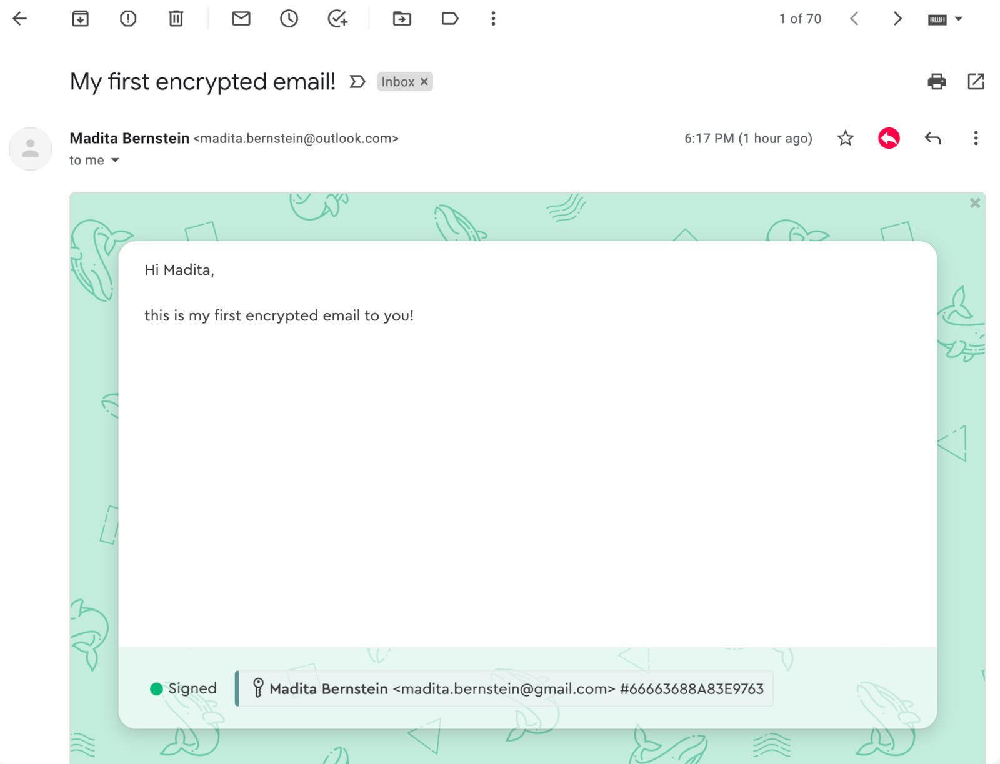 1 of 70
My first encrypted email! Inbox ×
Madita Bernstein <madita.bernstein@outlook.com> 6:17 PM (1 hour ago)
to me
Hi Madita,
this is my first encrypted email to you!
Signed Madita Bernstein <madita.bernstein@gmail.com> #66663688A83E9763